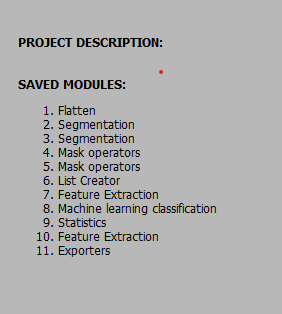 PROJECT DESCRIPTION:
SAVED MODULES:
1. Flatten
2. Segmentation
3. Segmentation
4. Mask operators
5. Mask operators
6. List Creator
7. Feature Extraction
8. Machine learning classification
9. Statistics
10. Feature Extraction
11. Exporters